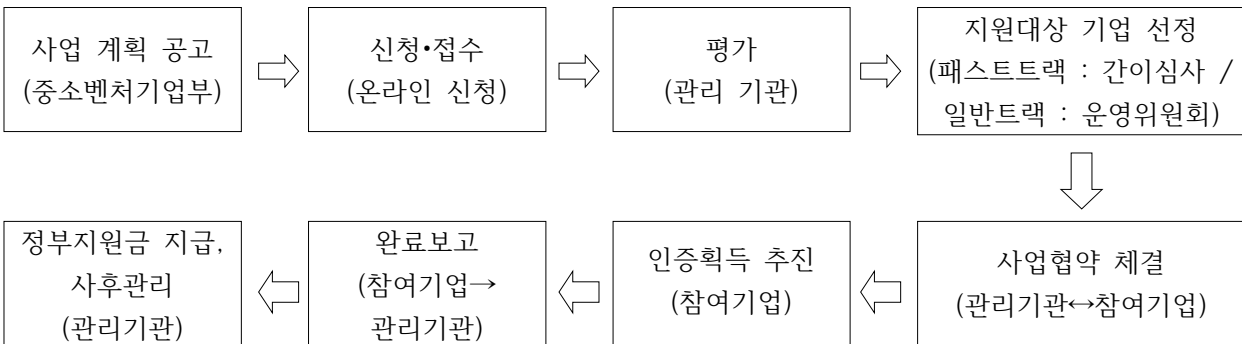 사업 계획 공고
(중소벤처기업부)
신청•접수
(온라인 신청)
평가
(관리 기관)
지원대상 기업 선정
(패스트트랙 : 간이심사 /
일반트랙 : 운영위원회)
사업협약 체결
(관리기관↔참여기업)
인증획득 추진
(참여기업)
완료보고
(참여기업→
관리기관)
정부지원금 지급,
사후관리
(관리기관)